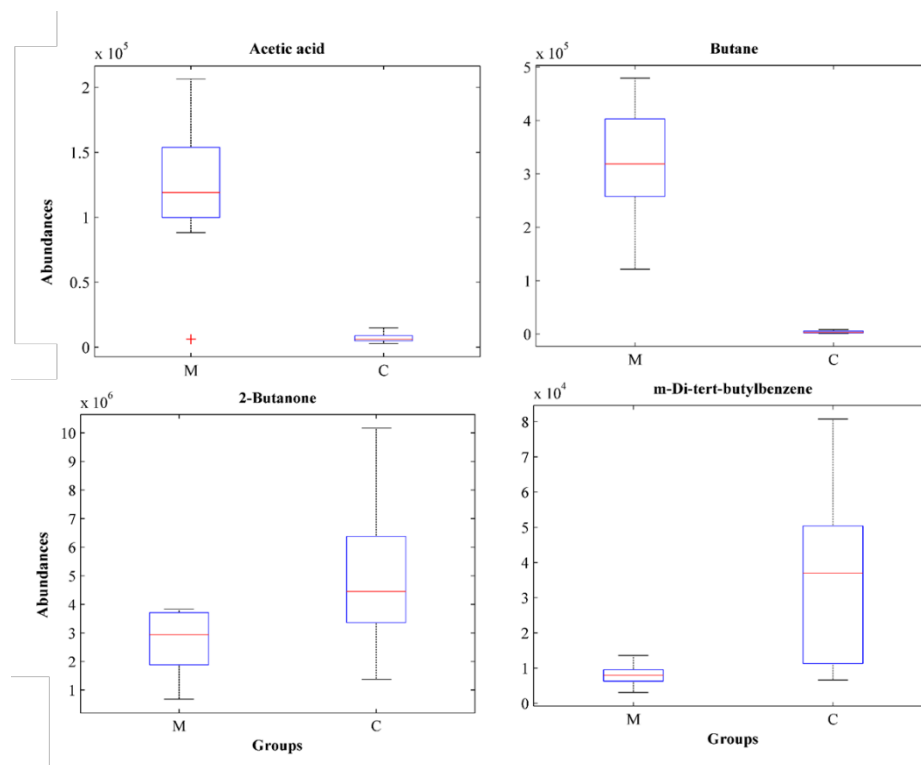 Acetic acid
x 10^5
2
1.5
1
0.5
0
Abundances
M
C
Butane
x 10^5
5
4
3
2
1
0
M
C
2-Butanone
x 10^6
10
9
8
7
6
5
4
3
2
1
Abundances
M
C
Groups
m-Di-tert-butylbenzene
x 10^4
8
7
6
5
4
3
2
1
0
M
C
Groups